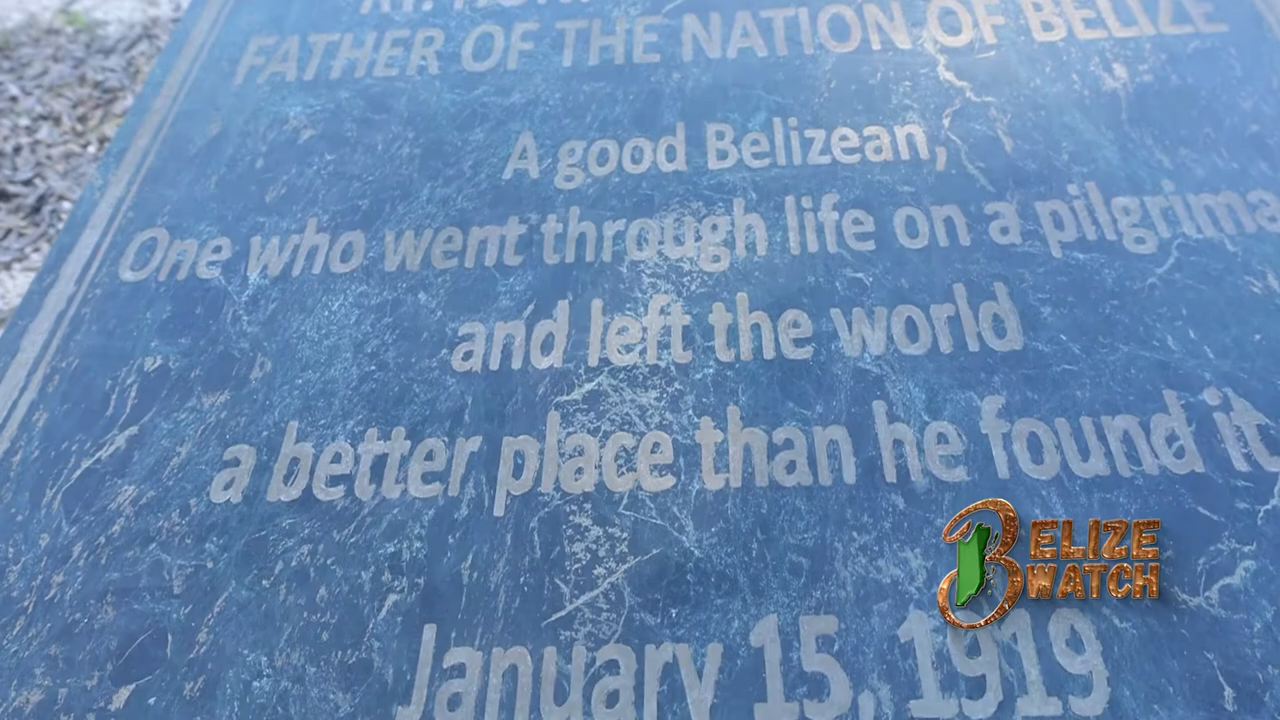 FATHER OF THE NATION OF BELIZE
A good Belizean,
One who went through life on a pilgrima
and left the world
a better place than he found it
January 15, 1919
BELIZE
WATCH